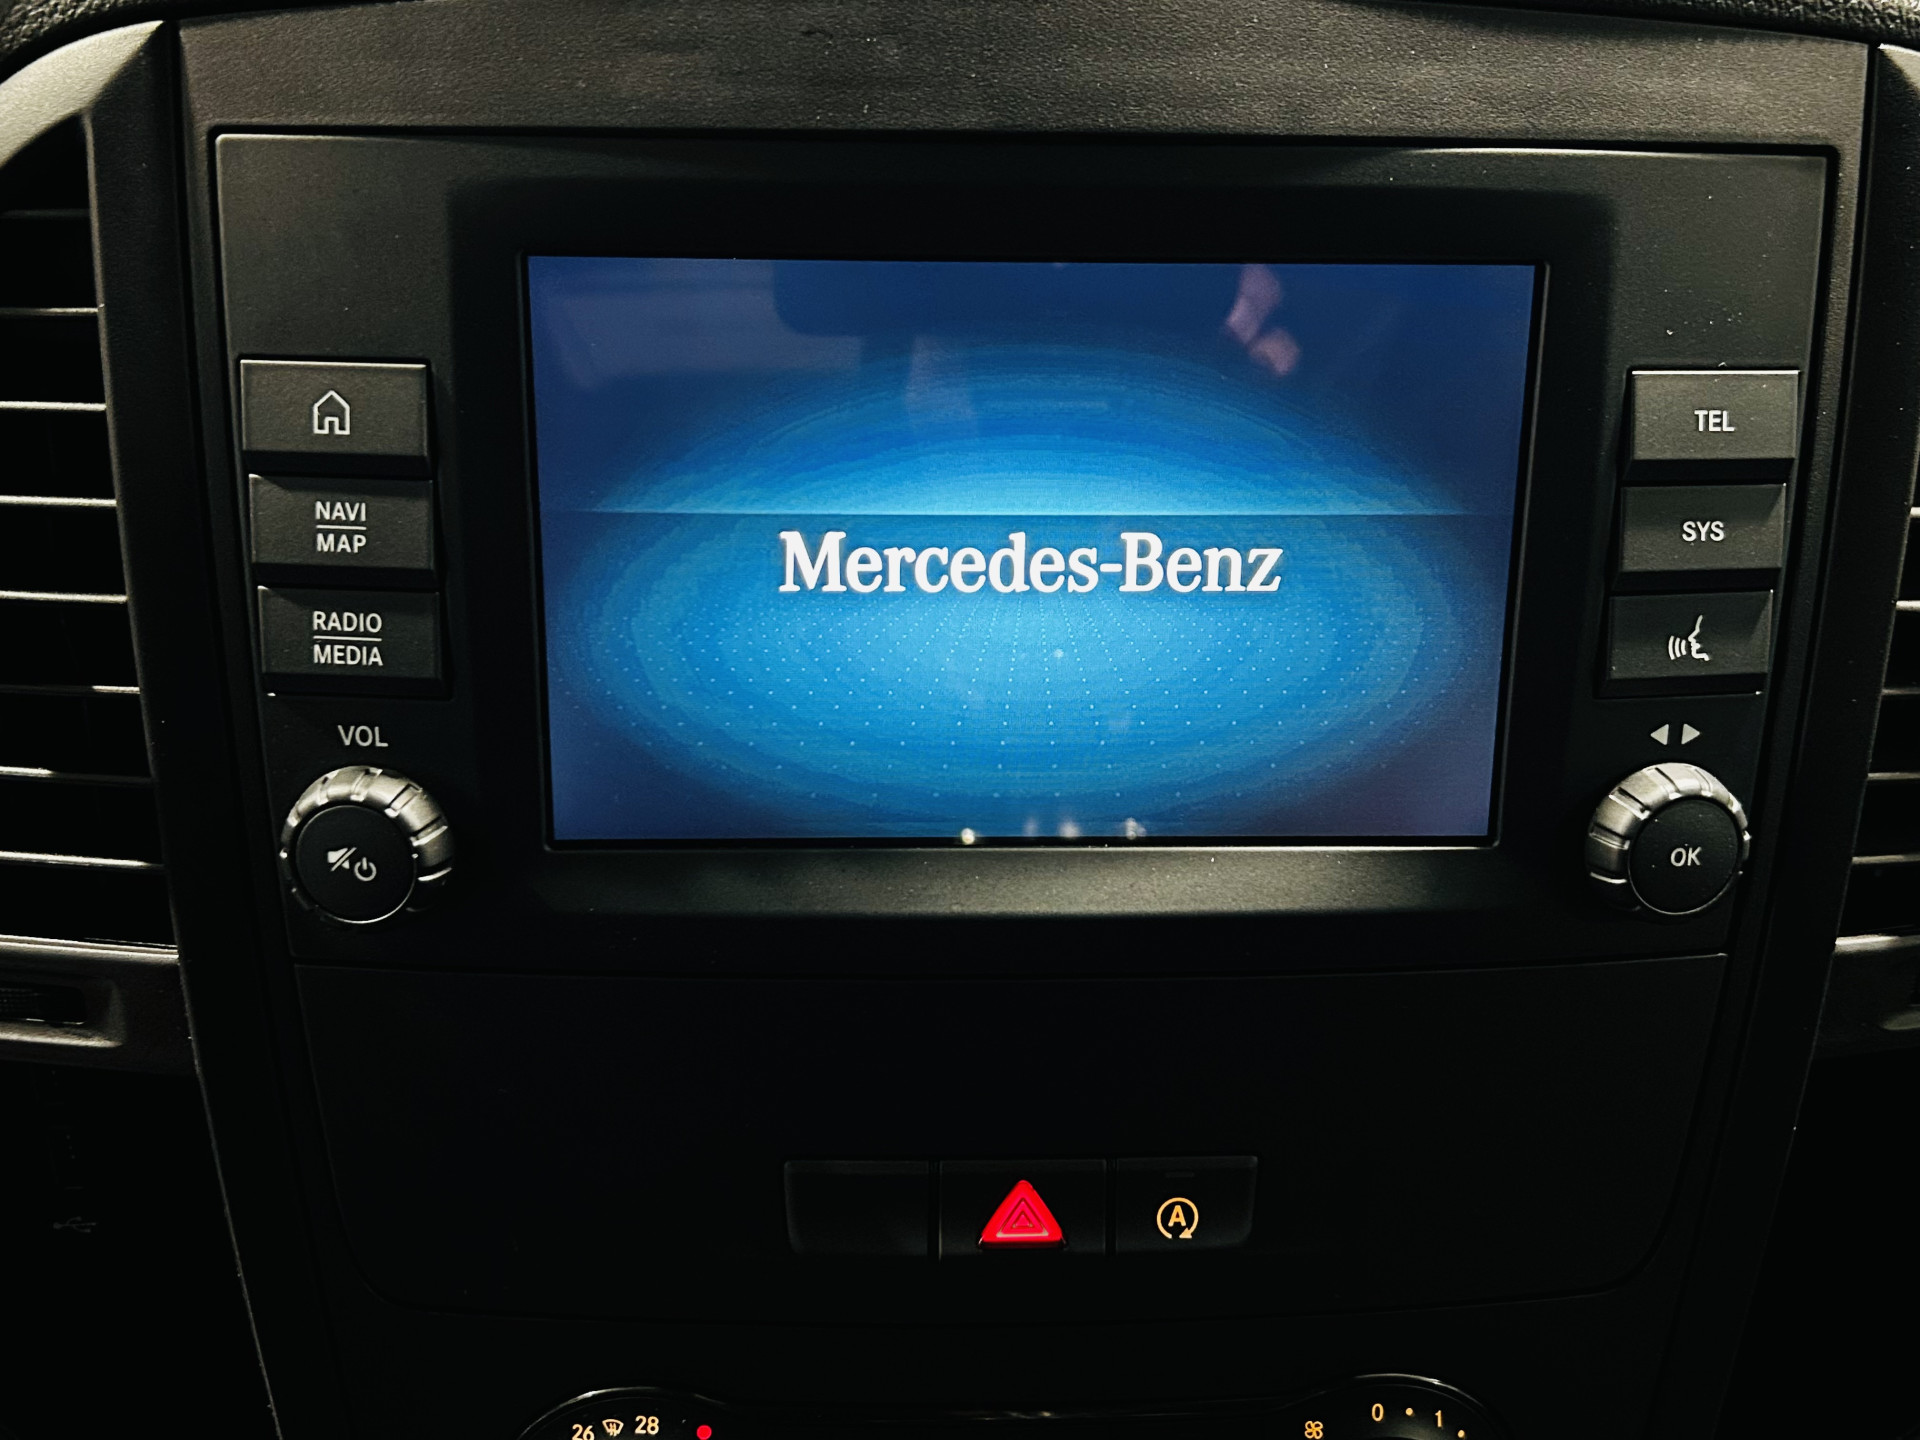 NAVI
MAP
RADIO
MEDIA
VOL
Mercedes-Benz
TEL
SYS
OK
A
26 28
0 1